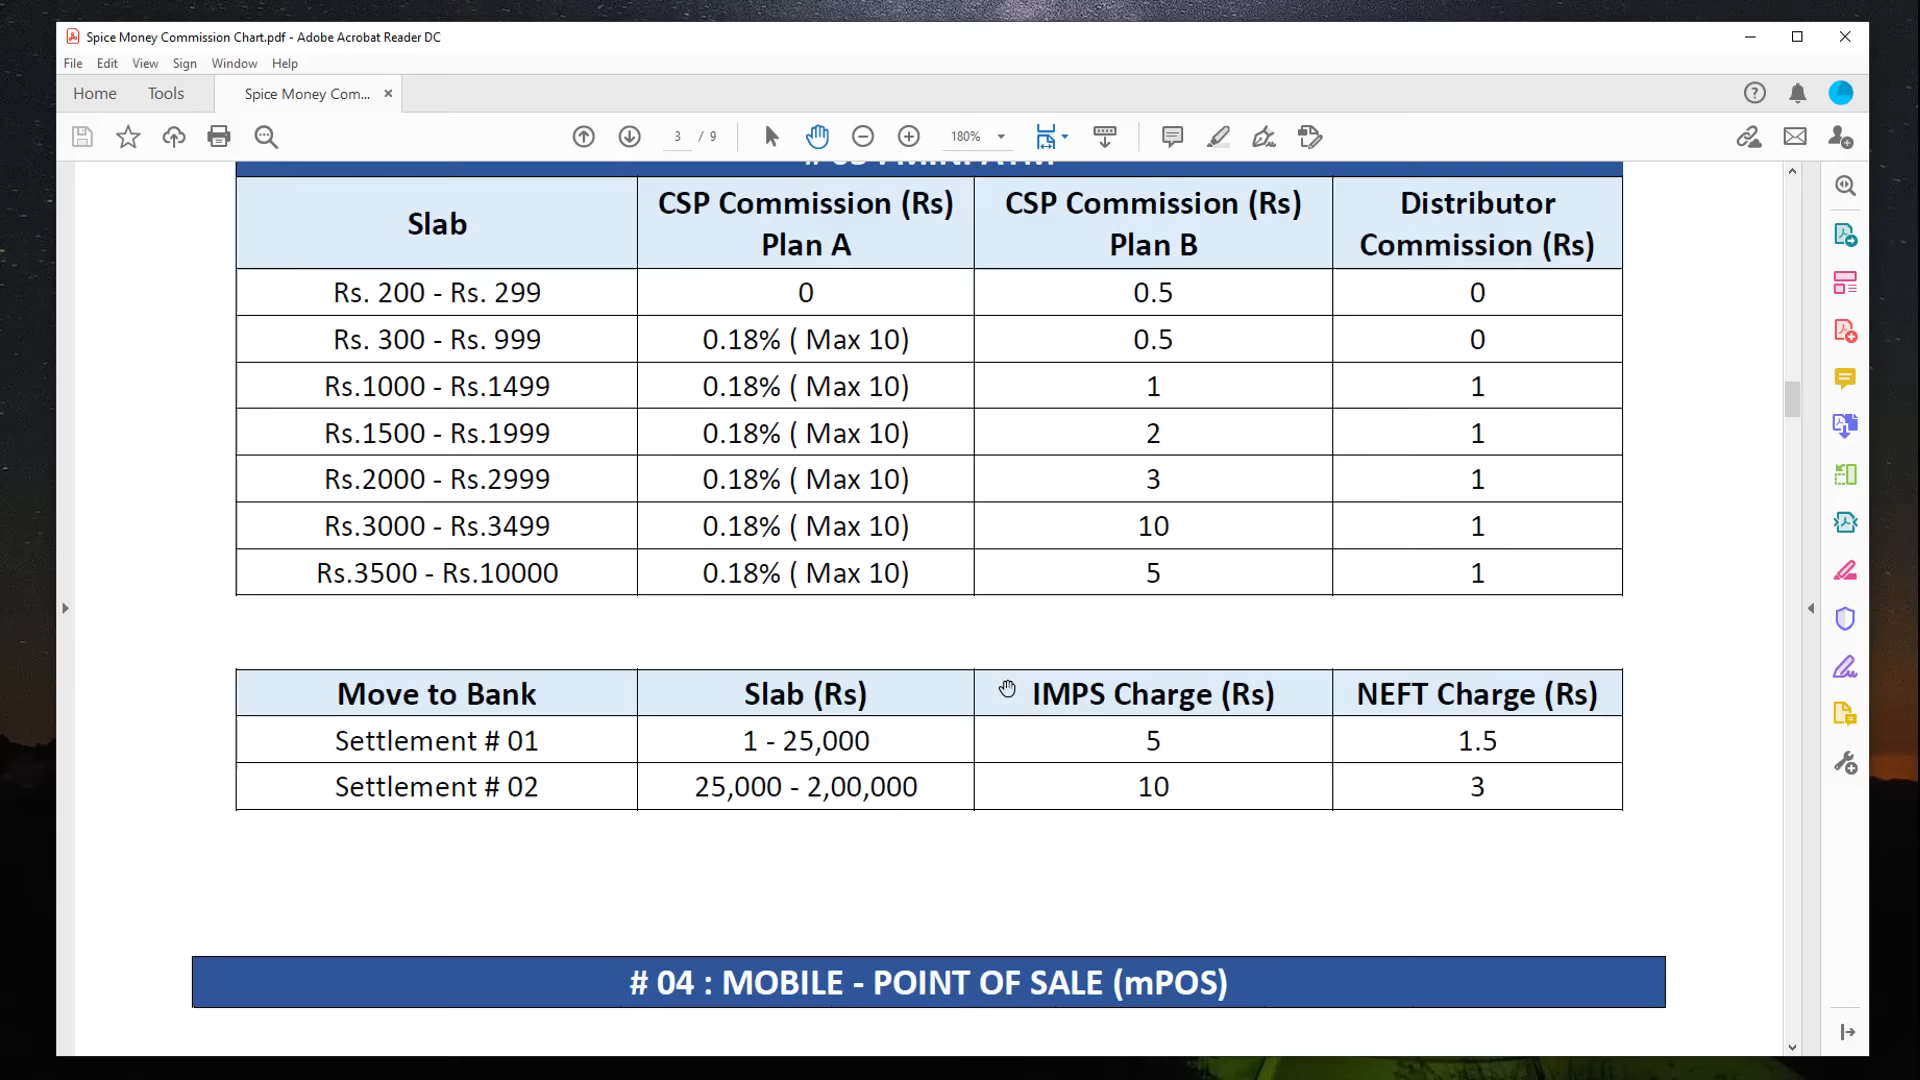 Spice Money Commission Chart.pdf - Adobe Acrobat Reader DC
File Edit View Sign Window Help
Home Tools Spice Money Com... ×
3 / 9 180%
Slab CSP Commission (Rs) Plan A CSP Commission (Rs) Plan B Distributor Commission (Rs)
Rs. 200 - Rs. 299 0 0.5 0
Rs. 300 - Rs. 999 0.18% ( Max 10) 0.5 0
Rs.1000 - Rs.1499 0.18% ( Max 10) 1 1
Rs.1500 - Rs.1999 0.18% ( Max 10) 2 1
Rs.2000 - Rs.2999 0.18% ( Max 10) 3 1
Rs.3000 - Rs.3499 0.18% ( Max 10) 10 1
Rs.3500 - Rs.10000 0.18% ( Max 10) 5 1
Move to Bank Slab (Rs) IMPS Charge (Rs) NEFT Charge (Rs)
Settlement # 01 1 - 25,000 5 1.5
Settlement # 02 25,000 - 2,00,000 10 3
# 04 : MOBILE - POINT OF SALE (mPOS)